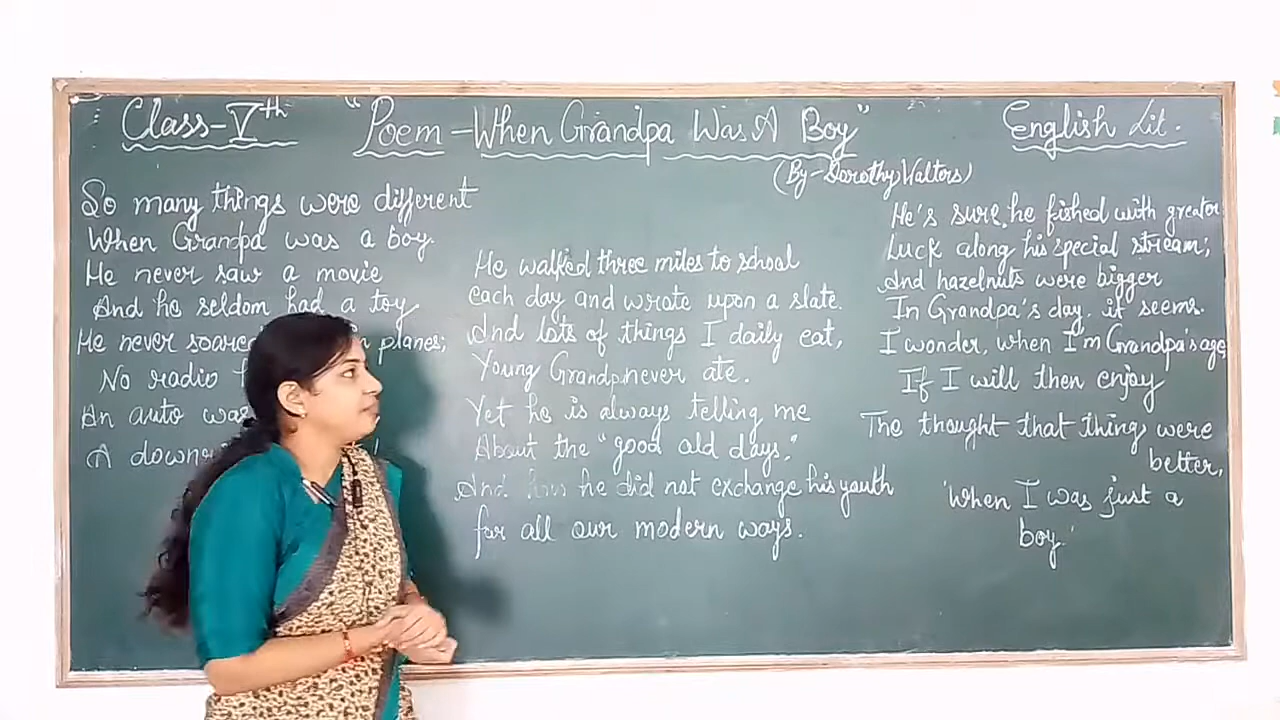 Class-Vth "Poem-When Grandpa Was A Boy" English Lit.
(By-Dorothy Walters)
So many things were different
When Grandpa was a boy.
He never saw a movie
And he seldom had a toy
He never planes;
No radio
An auto
A
He walked three miles to school
each day and wrote upon a slate.
And lots of things I daily eat,
Young Grandpa never ate.
Yet he is always telling me
About the "good old days."
And he did not exchange his youth
for all our modern ways.
He's sure, he fished with greater
Luck along his special stream;
And hazelnuts were bigger
In Grandpa's day, it seems.
I wonder, when I'm Grandpa's age
If I will then enjoy
The thought that thing were
better,
'When I was just a
boy.'